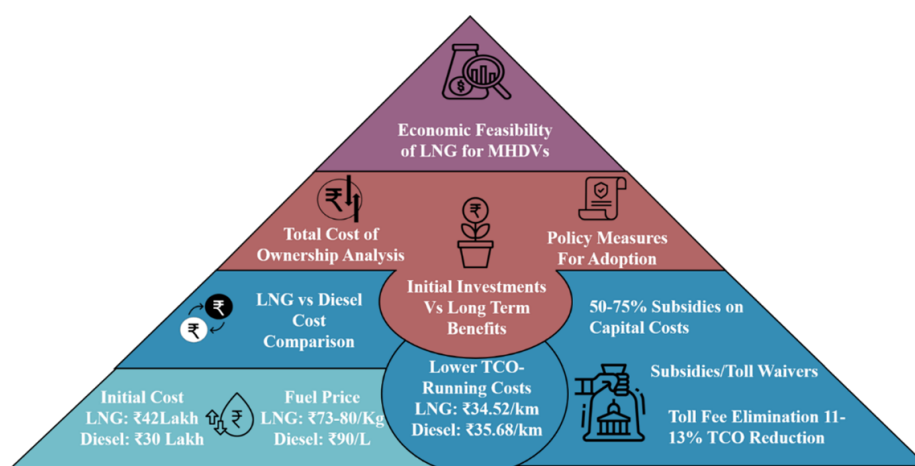 $
Economic Feasibility
of LNG for MHDVs
₹
Total Cost of
Ownership Analysis
₹
Initial Investments
Vs Long Term
Benefits
Policy Measures
For Adoption
₹
₹
LNG vs Diesel
Cost
Comparison
50-75% Subsidies on
Capital Costs
Subsidies/Toll Waivers
Toll Fee Elimination 11-
13% TCO Reduction
Initial Cost
LNG: ₹42Lakh
Diesel: ₹30 Lakh
₹
Fuel Price
LNG: ₹73-80/Kg
Diesel: ₹90/L
Lower TCO-
Running Costs
LNG: ₹34.52/km
Diesel: ₹35.68/km